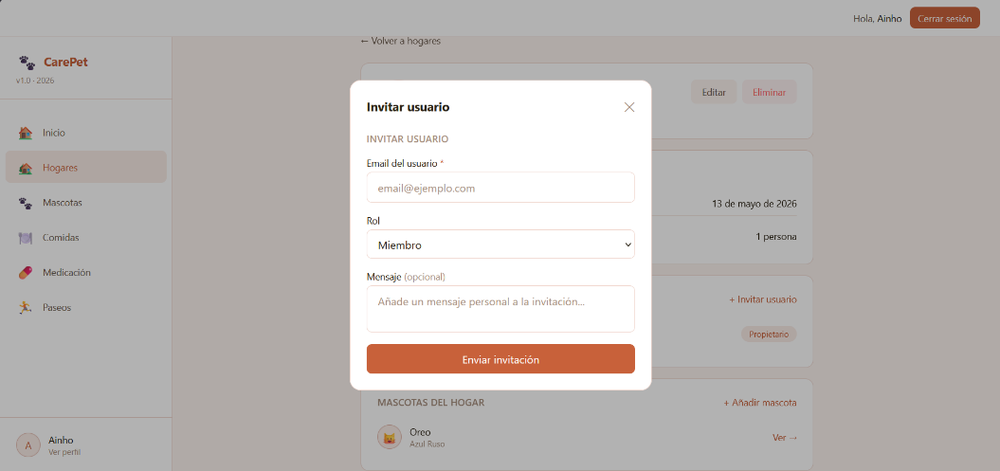 Hola, Ainho
Cerrar sesión
CarePet
v1.0 · 2026
Inicio
Hogares
Mascotas
Comidas
Medicación
Paseos
A
Ainho
Ver perfil
← Volver a hogares
Editar
Eliminar
13 de mayo de 2026
1 persona
+ Invitar usuario
Propietario
MASCOTAS DEL HOGAR
+ Añadir mascota
Oreo
Azul Ruso
Ver →
Invitar usuario
INVITAR USUARIO
Email del usuario *
email@ejemplo.com
Rol
Miembro
Mensaje (opcional)
Añade un mensaje personal a la invitación...
Enviar invitación